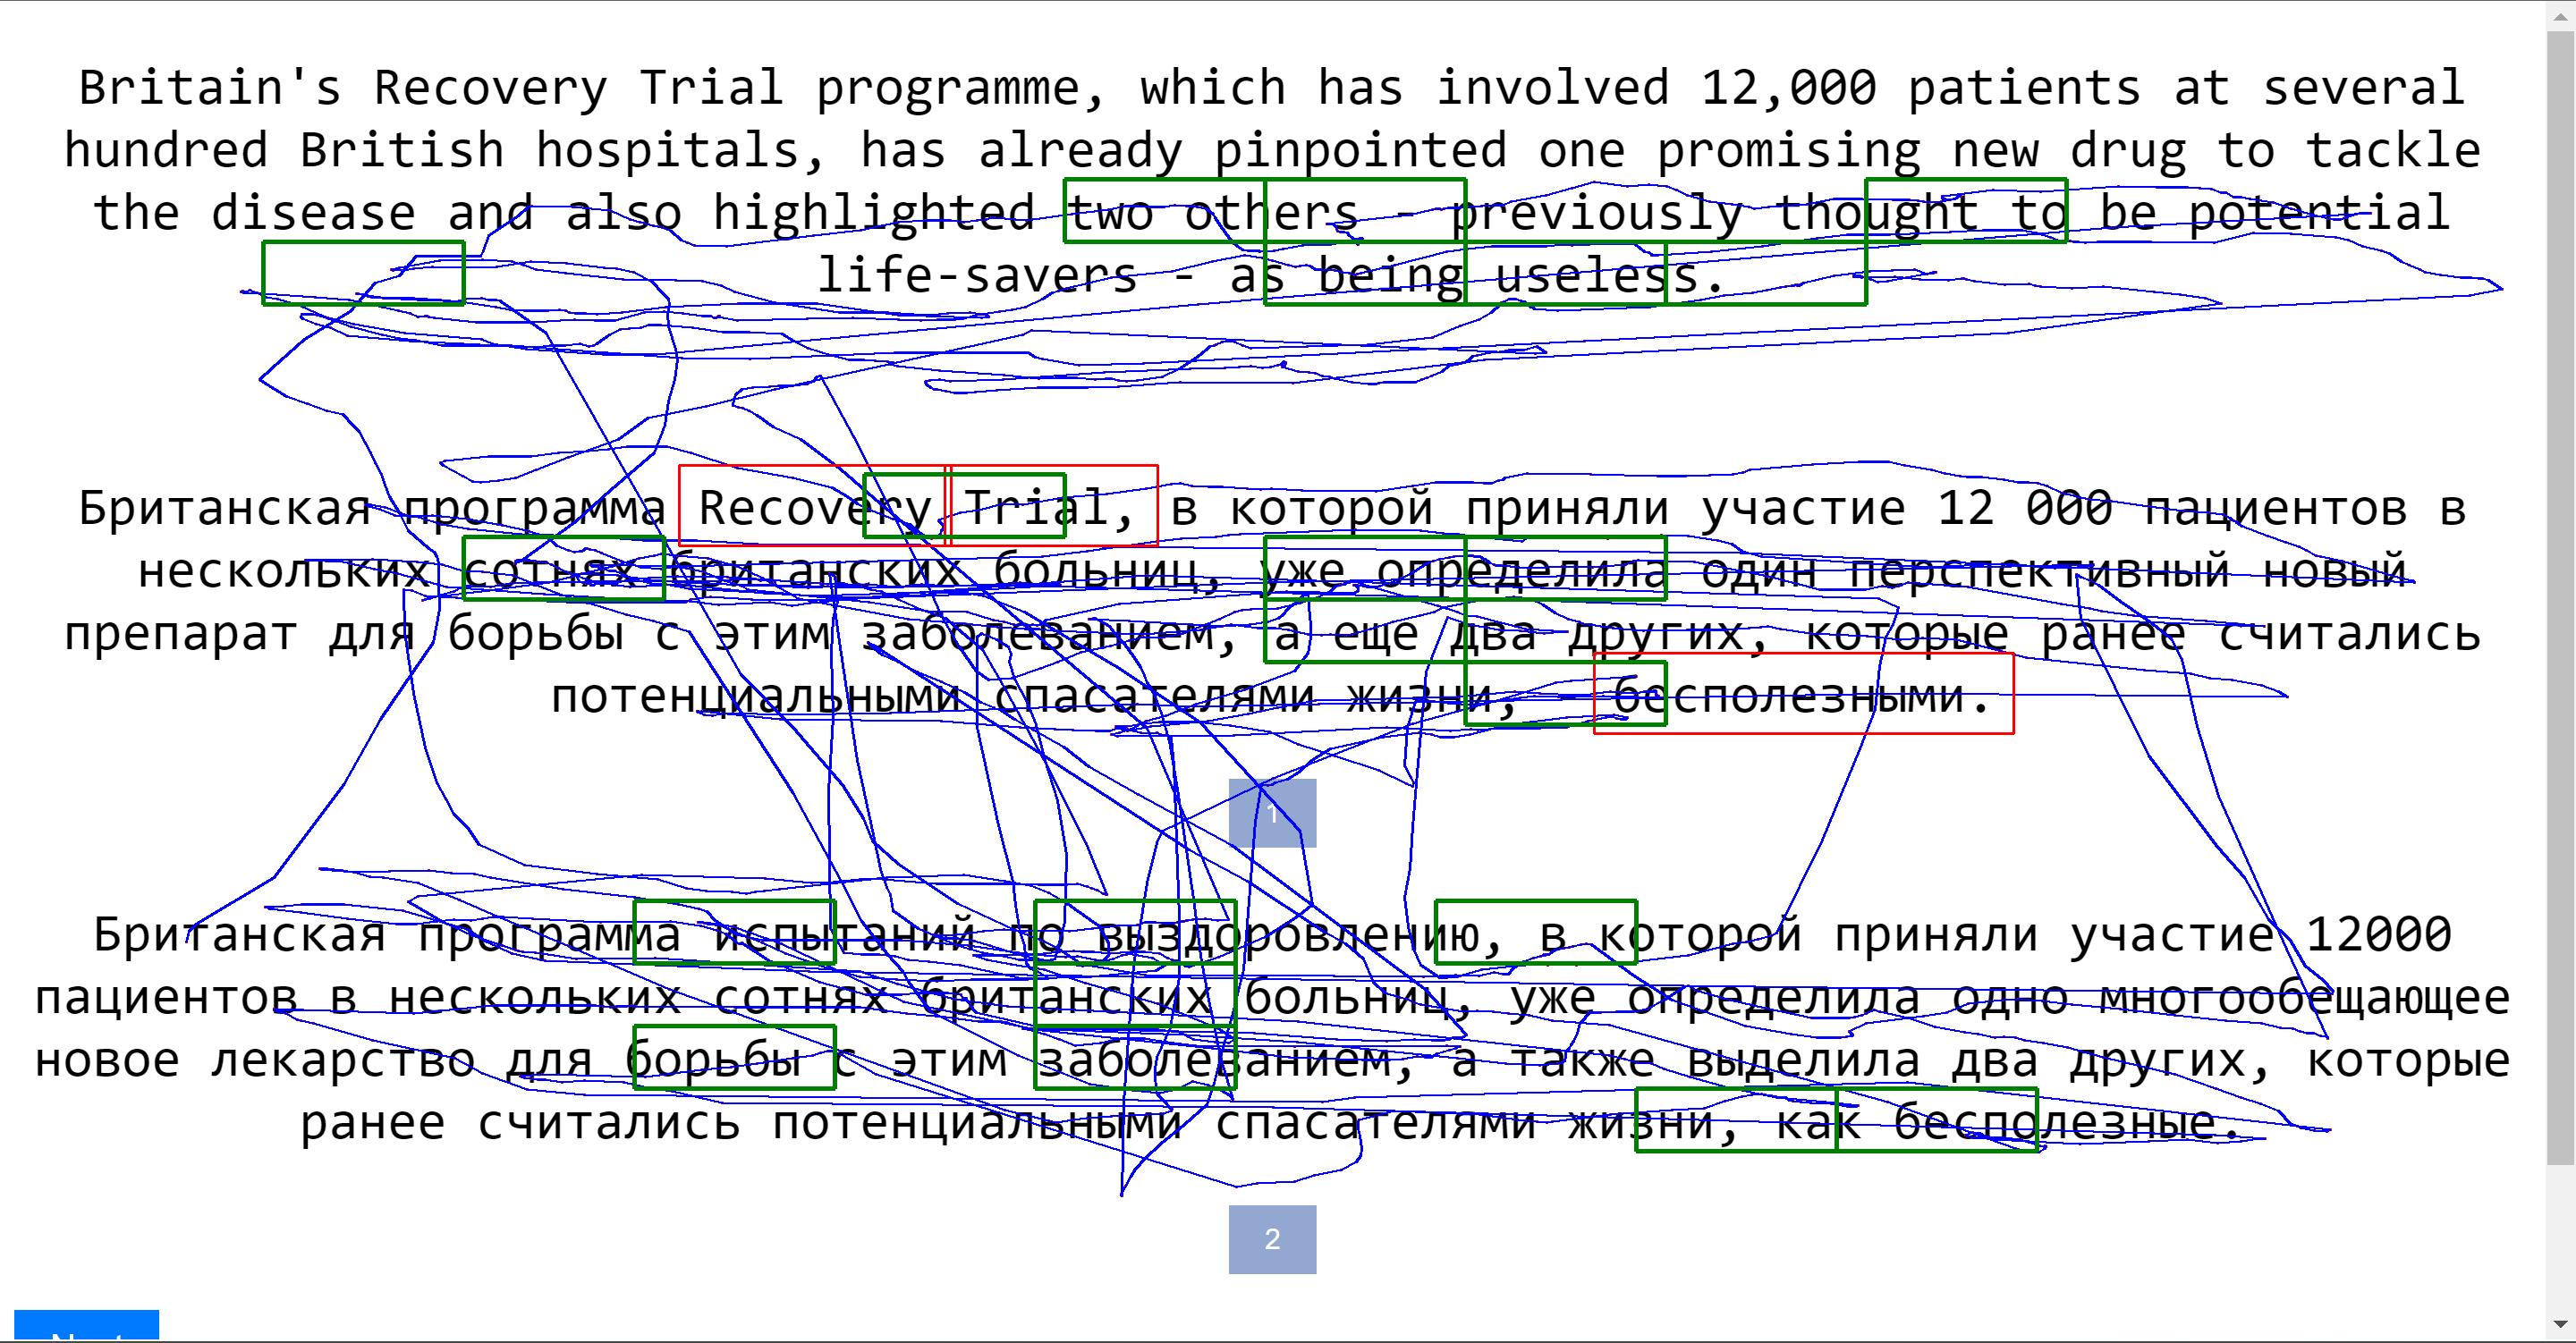 Britain's Recovery Trial programme, which has involved 12,000 patients at several
hundred British hospitals, has already pinpointed one promising new drug to tackle
the disease and also highlighted two others - previously thought to be potential
life-savers - as being useless.
Британская программа Recovery Trial, в которой приняли участие 12 000 пациентов в
нескольких сотнях британских больниц, уже определила один перспективный новый
препарат для борьбы с этим заболеванием, а еще два других, которые ранее считались
потенциальными спасателями жизни, бесполезными.
1
Британская программа испытаний по выздоровлению, в которой приняли участие 12000
пациентов в нескольких сотнях британских больниц, уже определила одно многообещающее
новое лекарство для борьбы с этим заболеванием, а также выделила два других, которые
ранее считались потенциальными спасателями жизни, как бесполезные.
2